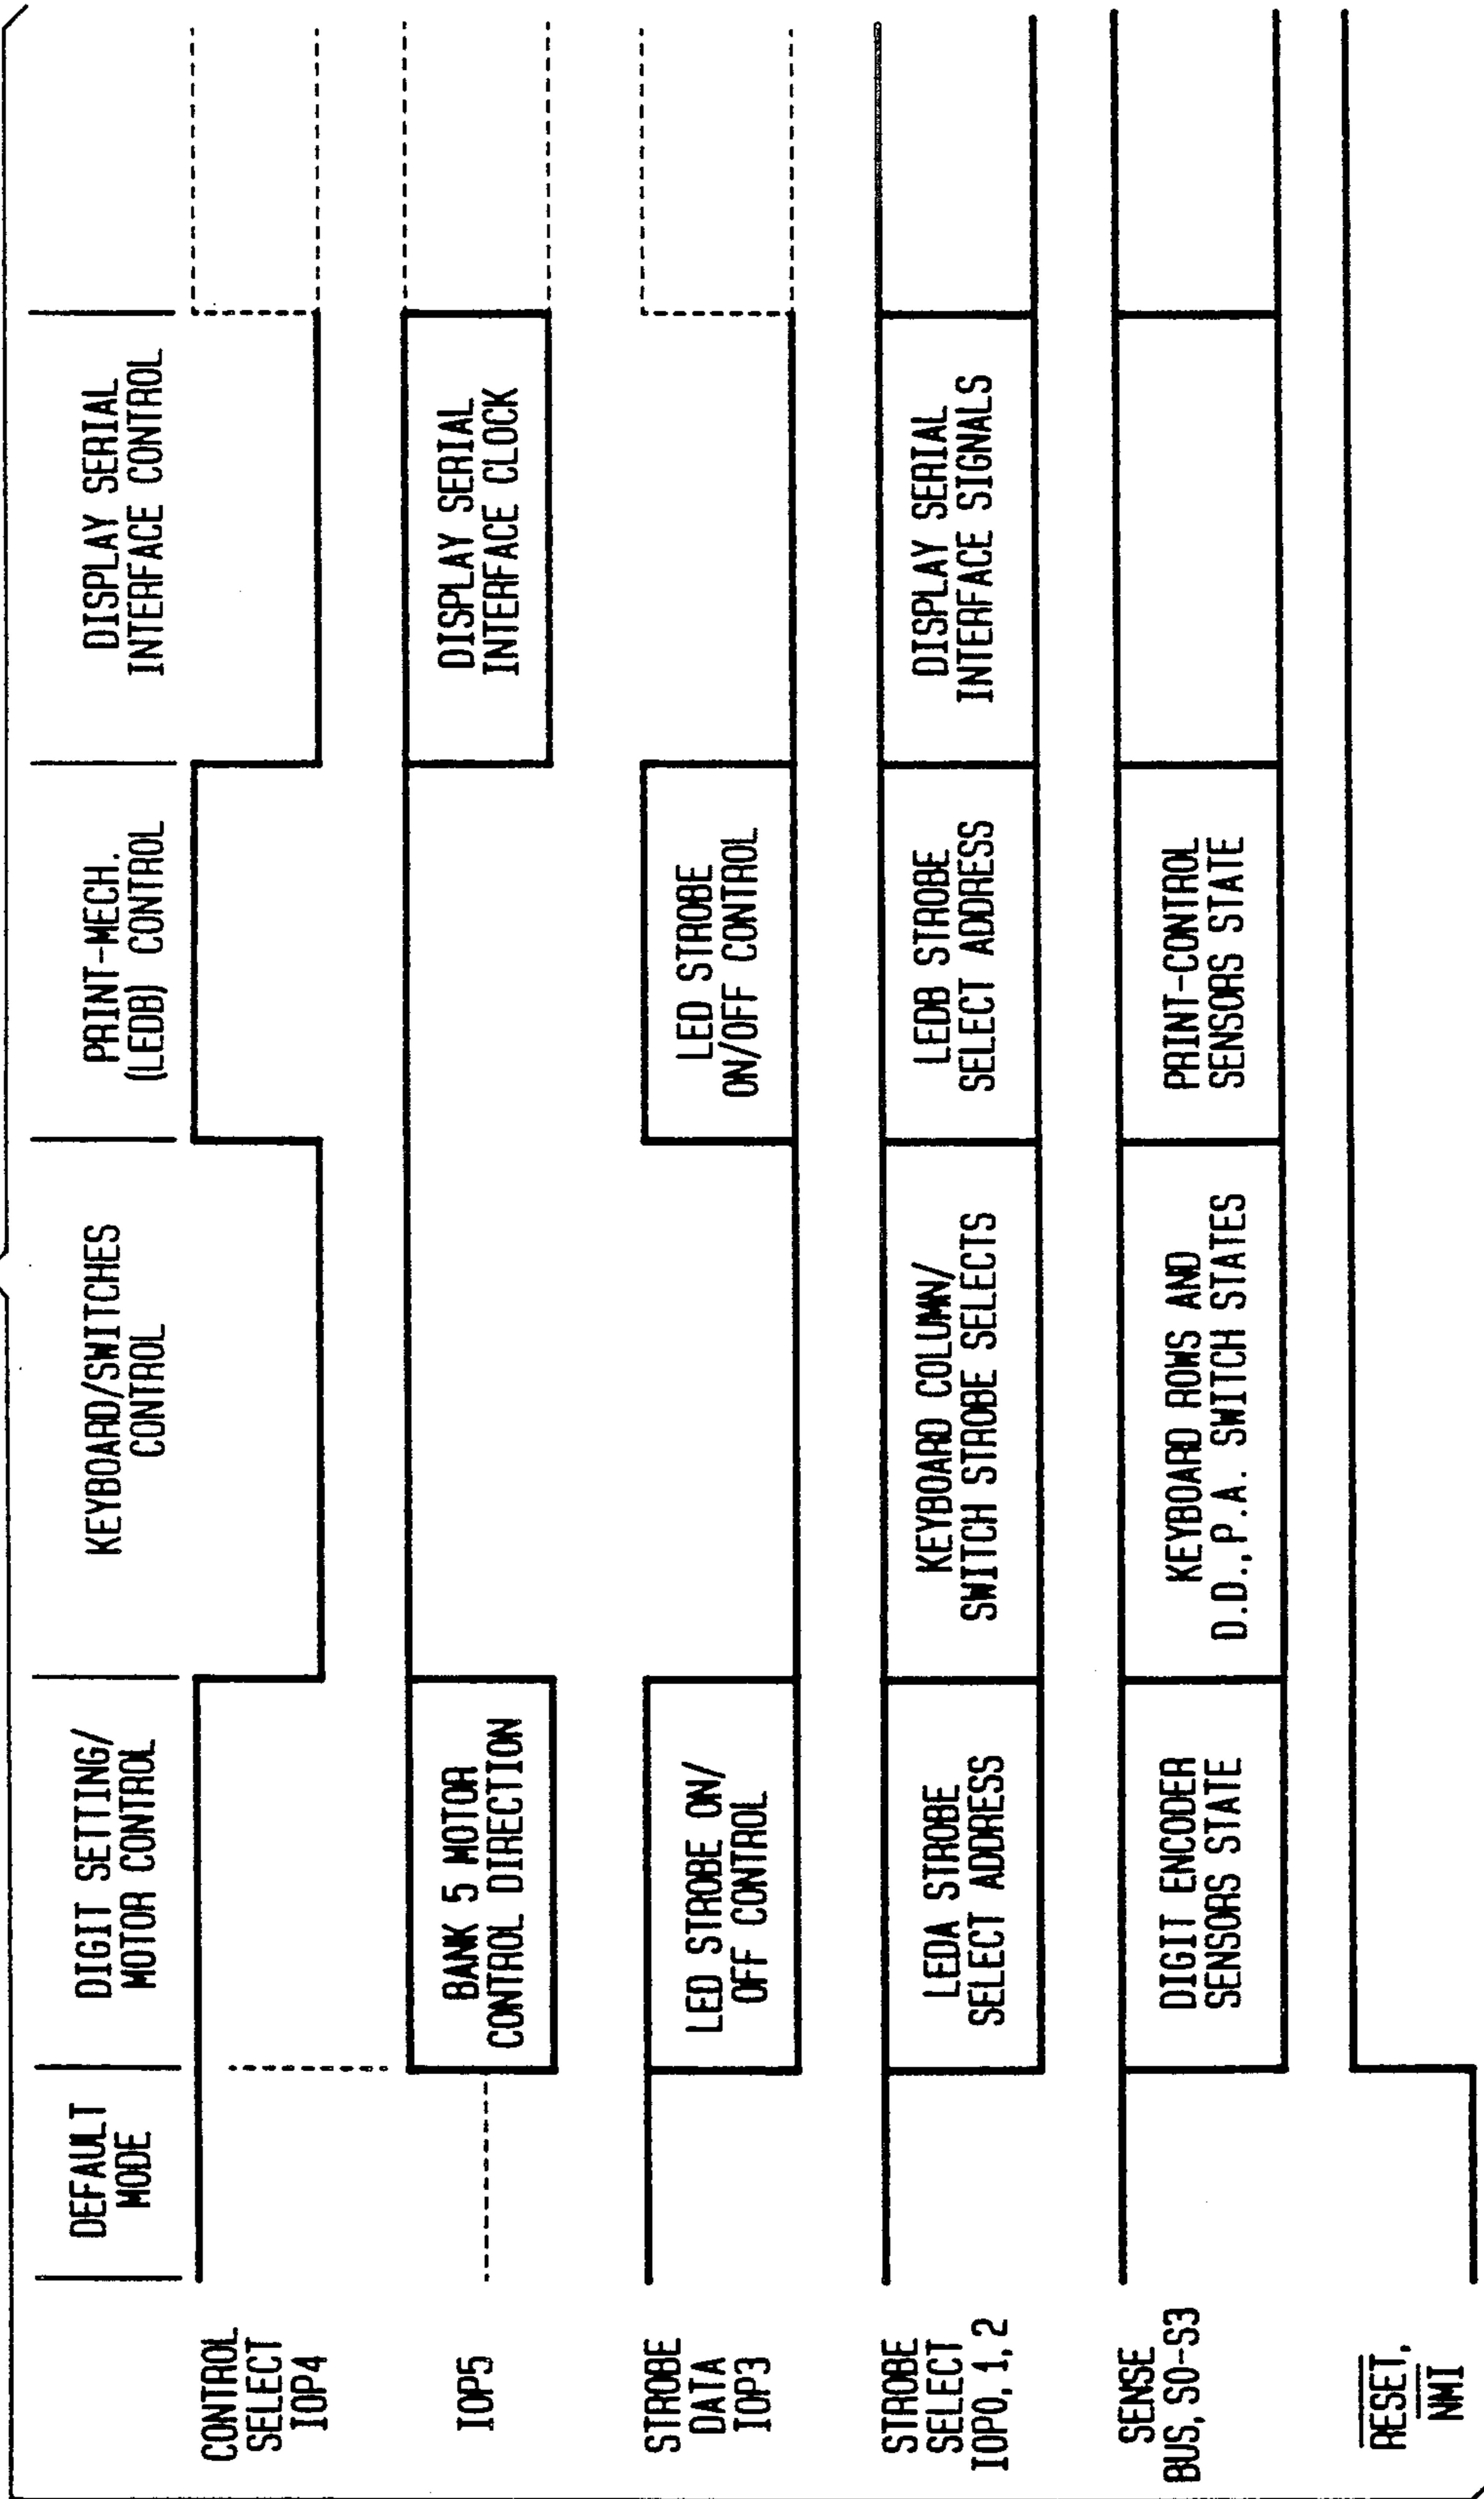 DEFAULT
MODE
DIGIT SETTING/
MOTOR CONTROL
KEYBOARD/SWITCHES
CONTROL
PRINT-MECH.
(LEDB) CONTROL
DISPLAY SERIAL
INTERFACE CONTROL
CONTROL
SELECT
IOP4
IOP5
BANK 5 MOTOR
CONTROL DIRECTION
DISPLAY SERIAL
INTERFACE CLOCK
STROBE
DATA
IOP3
LED STROBE ON/
OFF CONTROL
LED STROBE
ON/OFF CONTROL
STROBE
SELECT
IOP0,1,2
LEDA STROBE
SELECT ADDRESS
KEYBOARD COLUMN/
SWITCH STROBE SELECTS
LEDB STROBE
SELECT ADDRESS
DISPLAY SERIAL
INTERFACE SIGNALS
SENSE
BUS, S0-S3
DIGIT ENCODER
SENSORS STATE
KEYBOARD ROWS AND
D.D.,P.A. SWITCH STATES
PRINT-CONTROL
SENSORS STATE
RESET,
NMI